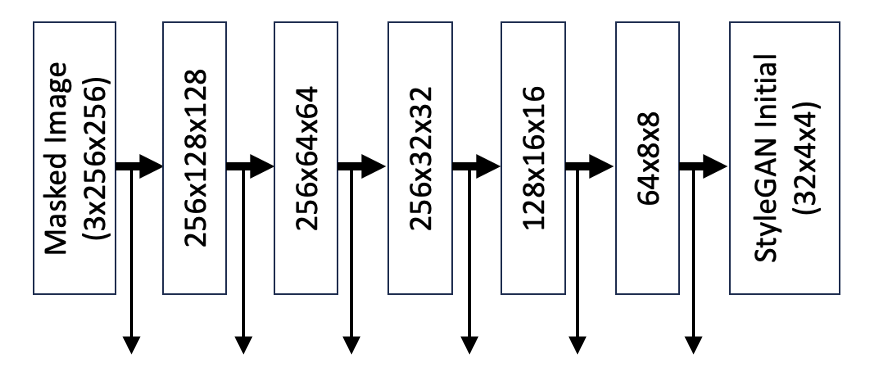 Masked Image
(3x256x256)
256x128x128
256x64x64
256x32x32
128x16x16
64x8x8
StyleGAN Initial
(32x4x4)